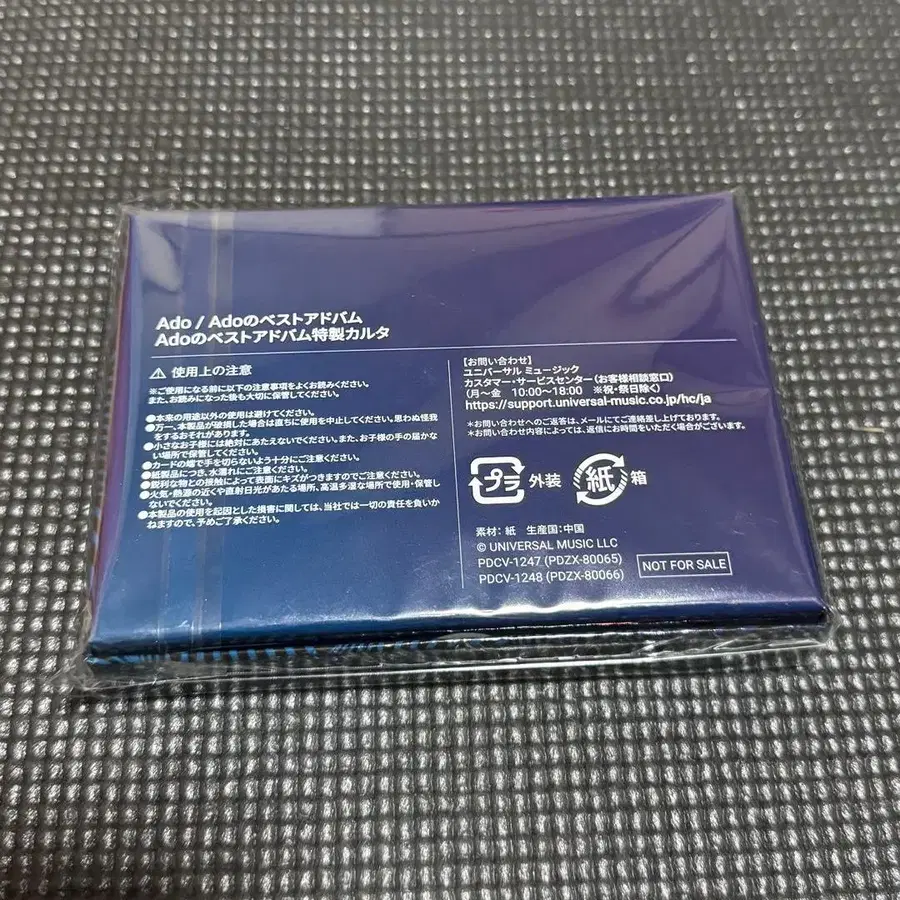 Ado / Adoのベストアドバム
Adoのベストアドバム特製カルタ
⚠ 使用上の注意
※ご使用になる前に以下の注意事項をよくお読みください。
また、お読みになった後も大切に保管してください。
●本来の用途以外の使用は避けてください。
●万一、本製品が破損した場合は直ちに使用を中止してください。思わぬ怪我
をするおそれがあります。
●小さなお子様には絶対にあたえないでください。また、お子様の手の届かな
い場所で保管してください。
●カードの端で手を切らないよう十分にご注意ください。
●紙製品につき、水濡れにご注意ください。
●鋭利な物との接触によって表面にキズがつきますのでご注意ください。
●火気・熱源の近くや直射日光があたる場所、高温多湿な場所で使用・保管し
ないでください。
●本製品の使用を起因とした損害に関しては、当社では一切の責任を負いか
ねますので、予めご了承ください。
【お問い合わせ】
ユニバーサル ミュージック
カスタマー・サービスセンター(お客様相談窓口)
(月〜金 10:00〜18:00 ※祝・祭日除く)
https://support.universal-music.co.jp/hc/ja
＊お問い合わせへのご返答は、メールにてご連絡差し上げております。
＊お問い合わせ内容によっては、返信にお時間をいただく場合がございます。
プラ 外装 紙 箱
素材：紙 生産国：中国
© UNIVERSAL MUSIC LLC
PDCV-1247 (PDZX-80065)
PDCV-1248 (PDZX-80066)
NOT FOR SALE